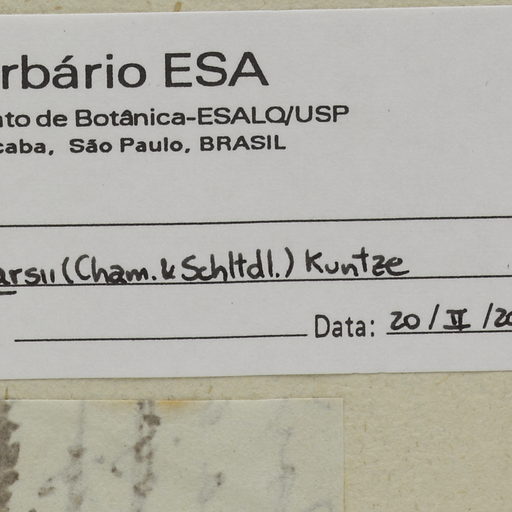 rbário ESA
nto de Botânica-ESALQ/USP
caba, São Paulo, BRASIL
arsii (Cham. & Schltdl.) Kuntze
Data: 20 / II / 20